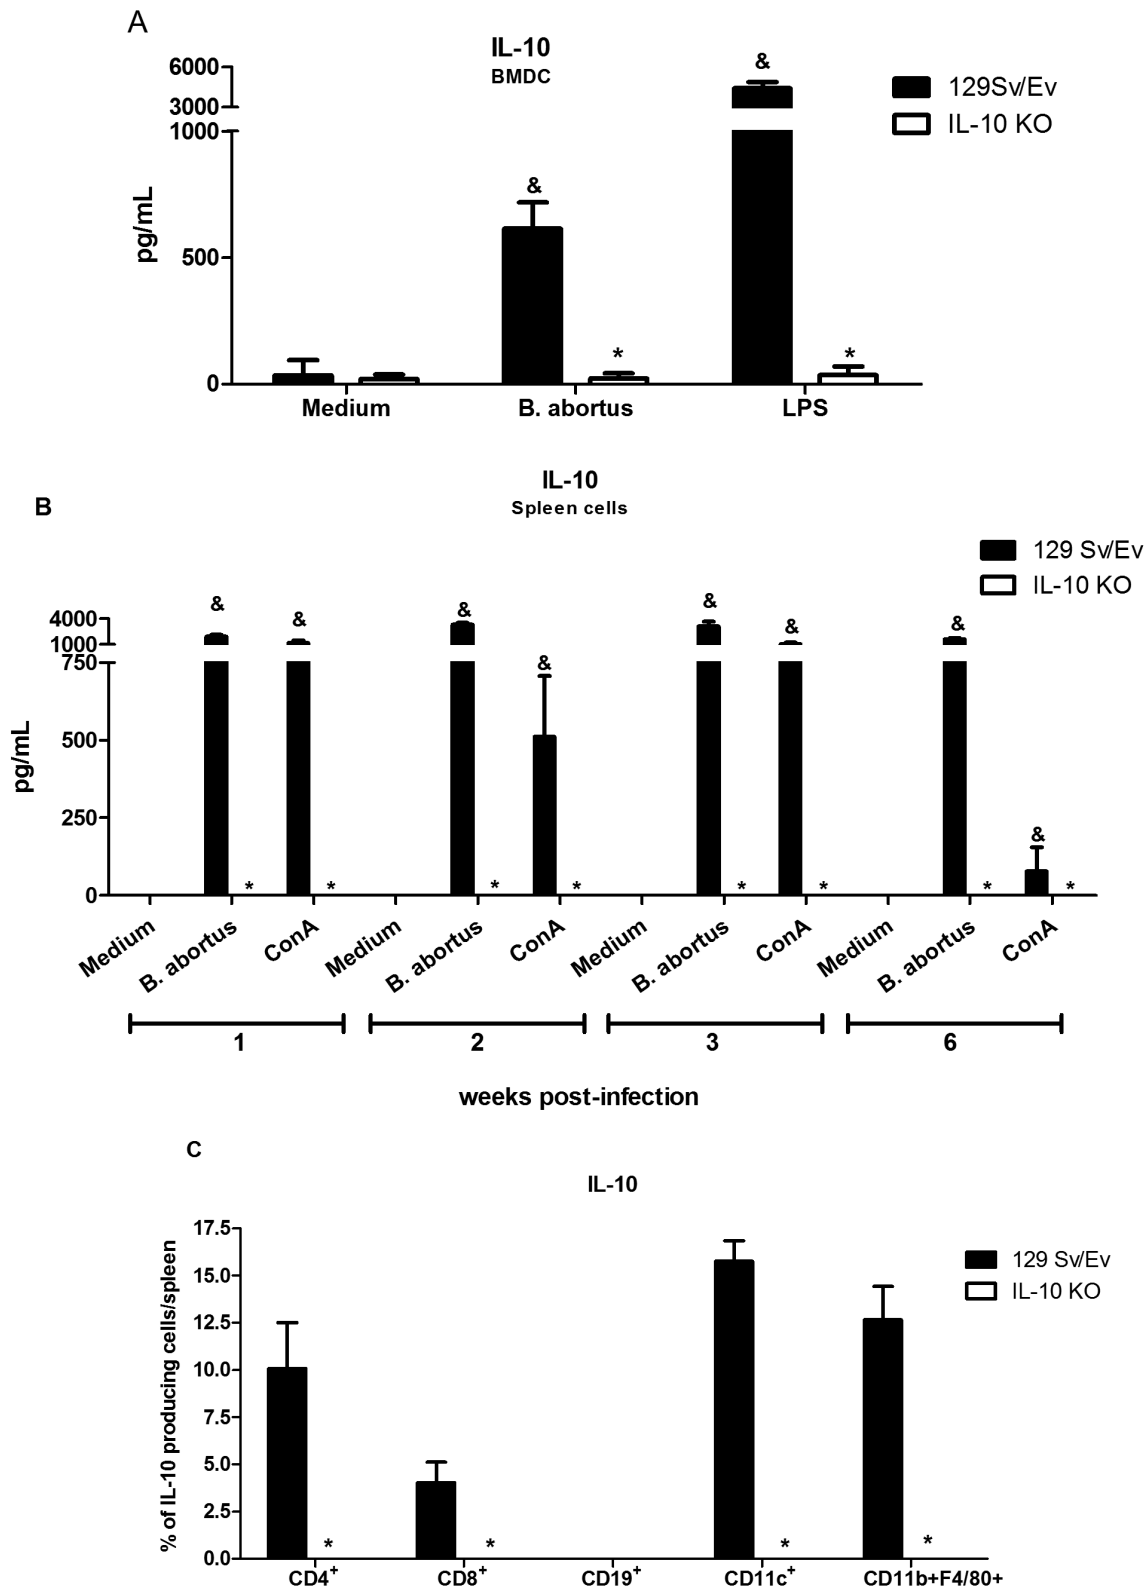 A
IL-10
BMDC
&
6000
3000
1000
500
0
pg/mL
129Sv/Ev
IL-10 KO
&
*
*
Medium
B. abortus
LPS
IL-10
Spleen cells
B
129 Sv/Ev
IL-10 KO
& & & & & & & &
4000
1000
750
500
250
0
pg/mL
* * * * * * * *
Medium B. abortus ConA Medium B. abortus ConA Medium B. abortus ConA Medium B. abortus ConA
1 2 3 6
weeks post-infection
C
IL-10
17.5
15.0
12.5
10.0
7.5
5.0
2.5
0.0
% of IL-10 producing cells/spleen
129 Sv/Ev
IL-10 KO
* * * *
CD4+ CD8+ CD19+ CD11c+ CD11b+F4/80+